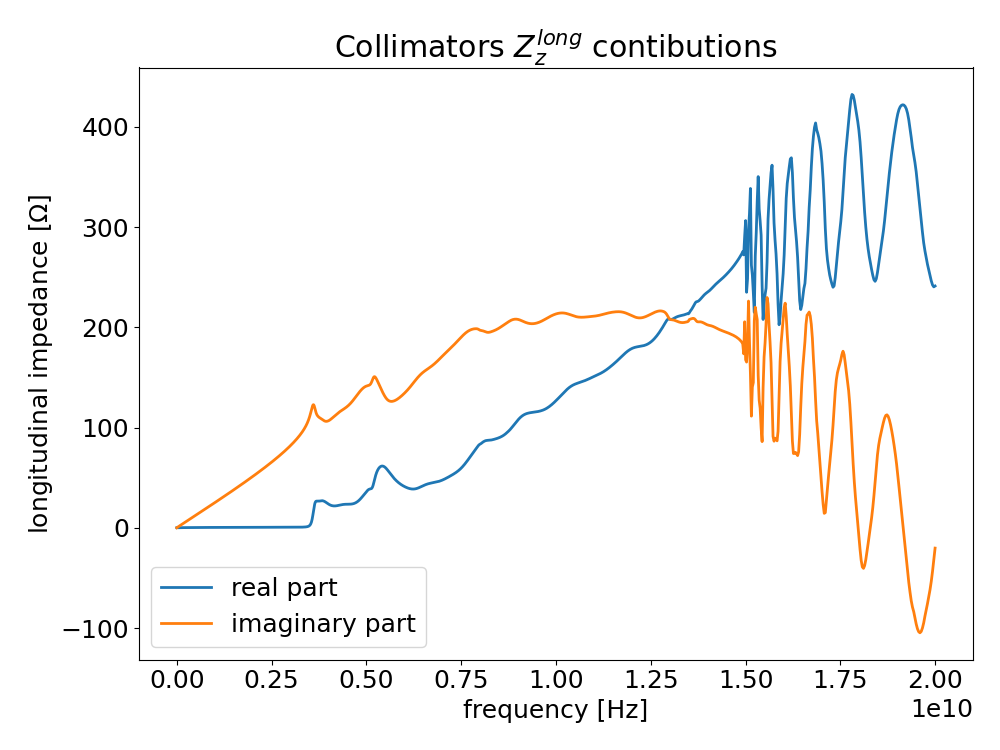 Collimators $Z_z^{long}$ contibutions
longitudinal impedance [Ω]
400
300
200
100
0
−100
real part
imaginary part
0.00 0.25 0.50 0.75 1.00 1.25 1.50 1.75 2.00
1e10
frequency [Hz]